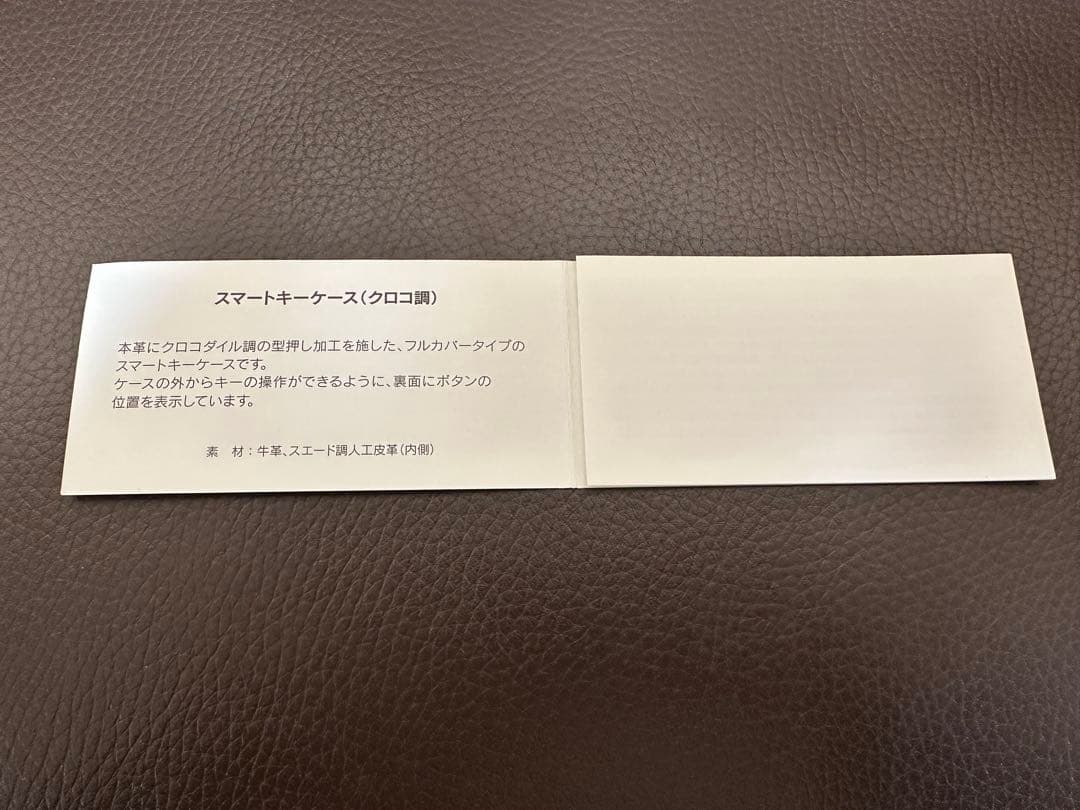 スマートキーケース(クロコ調)
本革にクロコダイル調の型押し加工を施した、フルカバータイプの
スマートキーケースです。
ケースの外からキーの操作ができるように、裏面にボタンの
位置を表示しています。
素　材：牛革、スエード調人工皮革(内側)